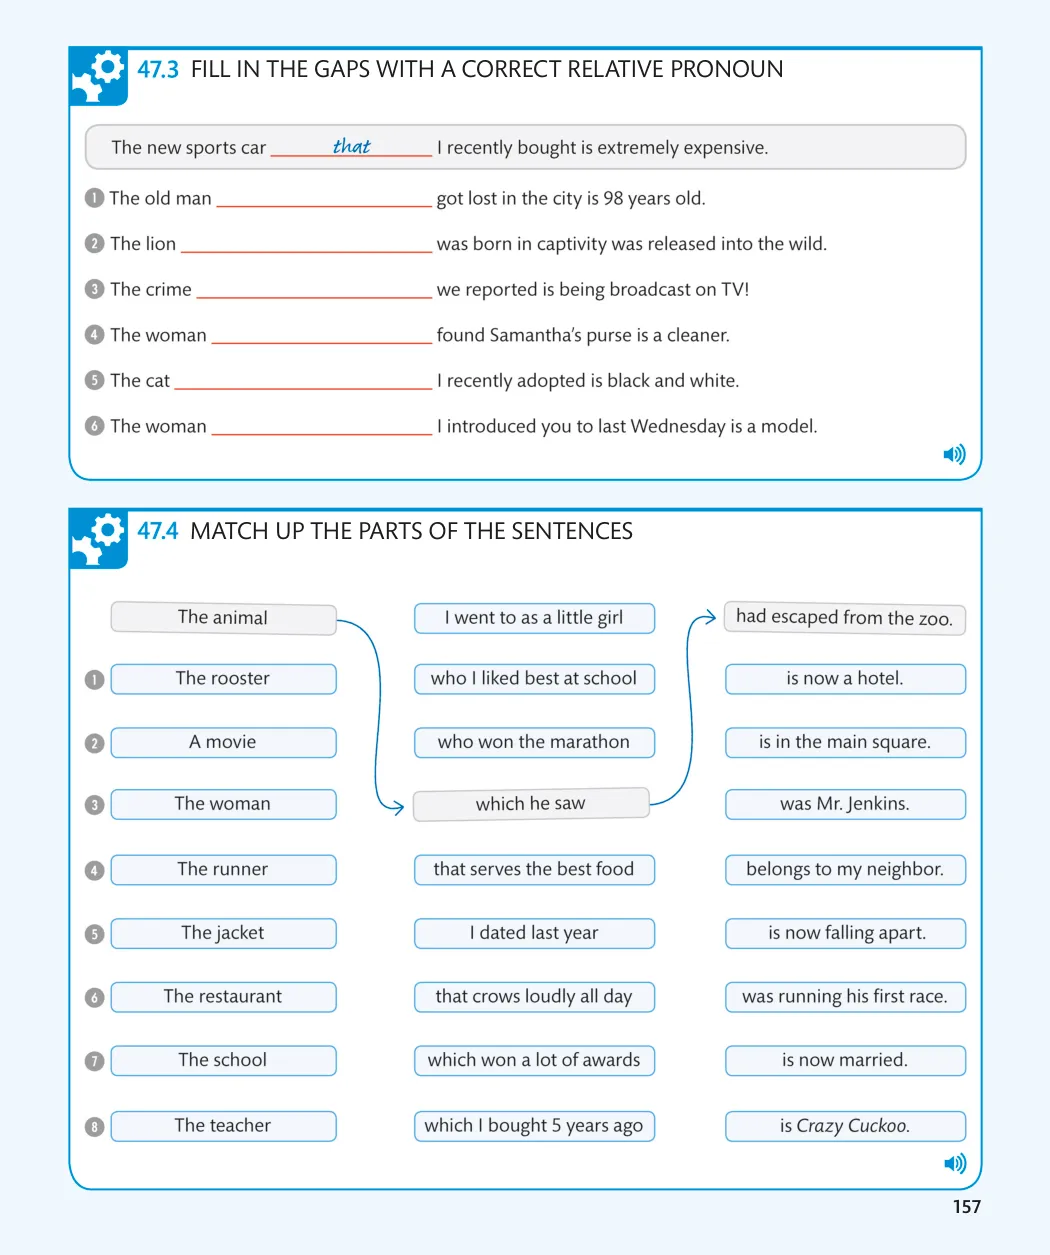 47.3 FILL IN THE GAPS WITH A CORRECT RELATIVE PRONOUN
The new sports car that I recently bought is extremely expensive.
1 The old man ____ got lost in the city is 98 years old.
2 The lion ____ was born in captivity was released into the wild.
3 The crime ____ we reported is being broadcast on TV!
4 The woman ____ found Samantha's purse is a cleaner.
5 The cat ____ I recently adopted is black and white.
6 The woman ____ I introduced you to last Wednesday is a model.
47.4 MATCH UP THE PARTS OF THE SENTENCES
The animal I went to as a little girl had escaped from the zoo.
1 The rooster who I liked best at school is now a hotel.
2 A movie who won the marathon is in the main square.
3 The woman which he saw was Mr. Jenkins.
4 The runner that serves the best food belongs to my neighbor.
5 The jacket I dated last year is now falling apart.
6 The restaurant that crows loudly all day was running his first race.
7 The school which won a lot of awards is now married.
8 The teacher which I bought 5 years ago is Crazy Cuckoo.
157